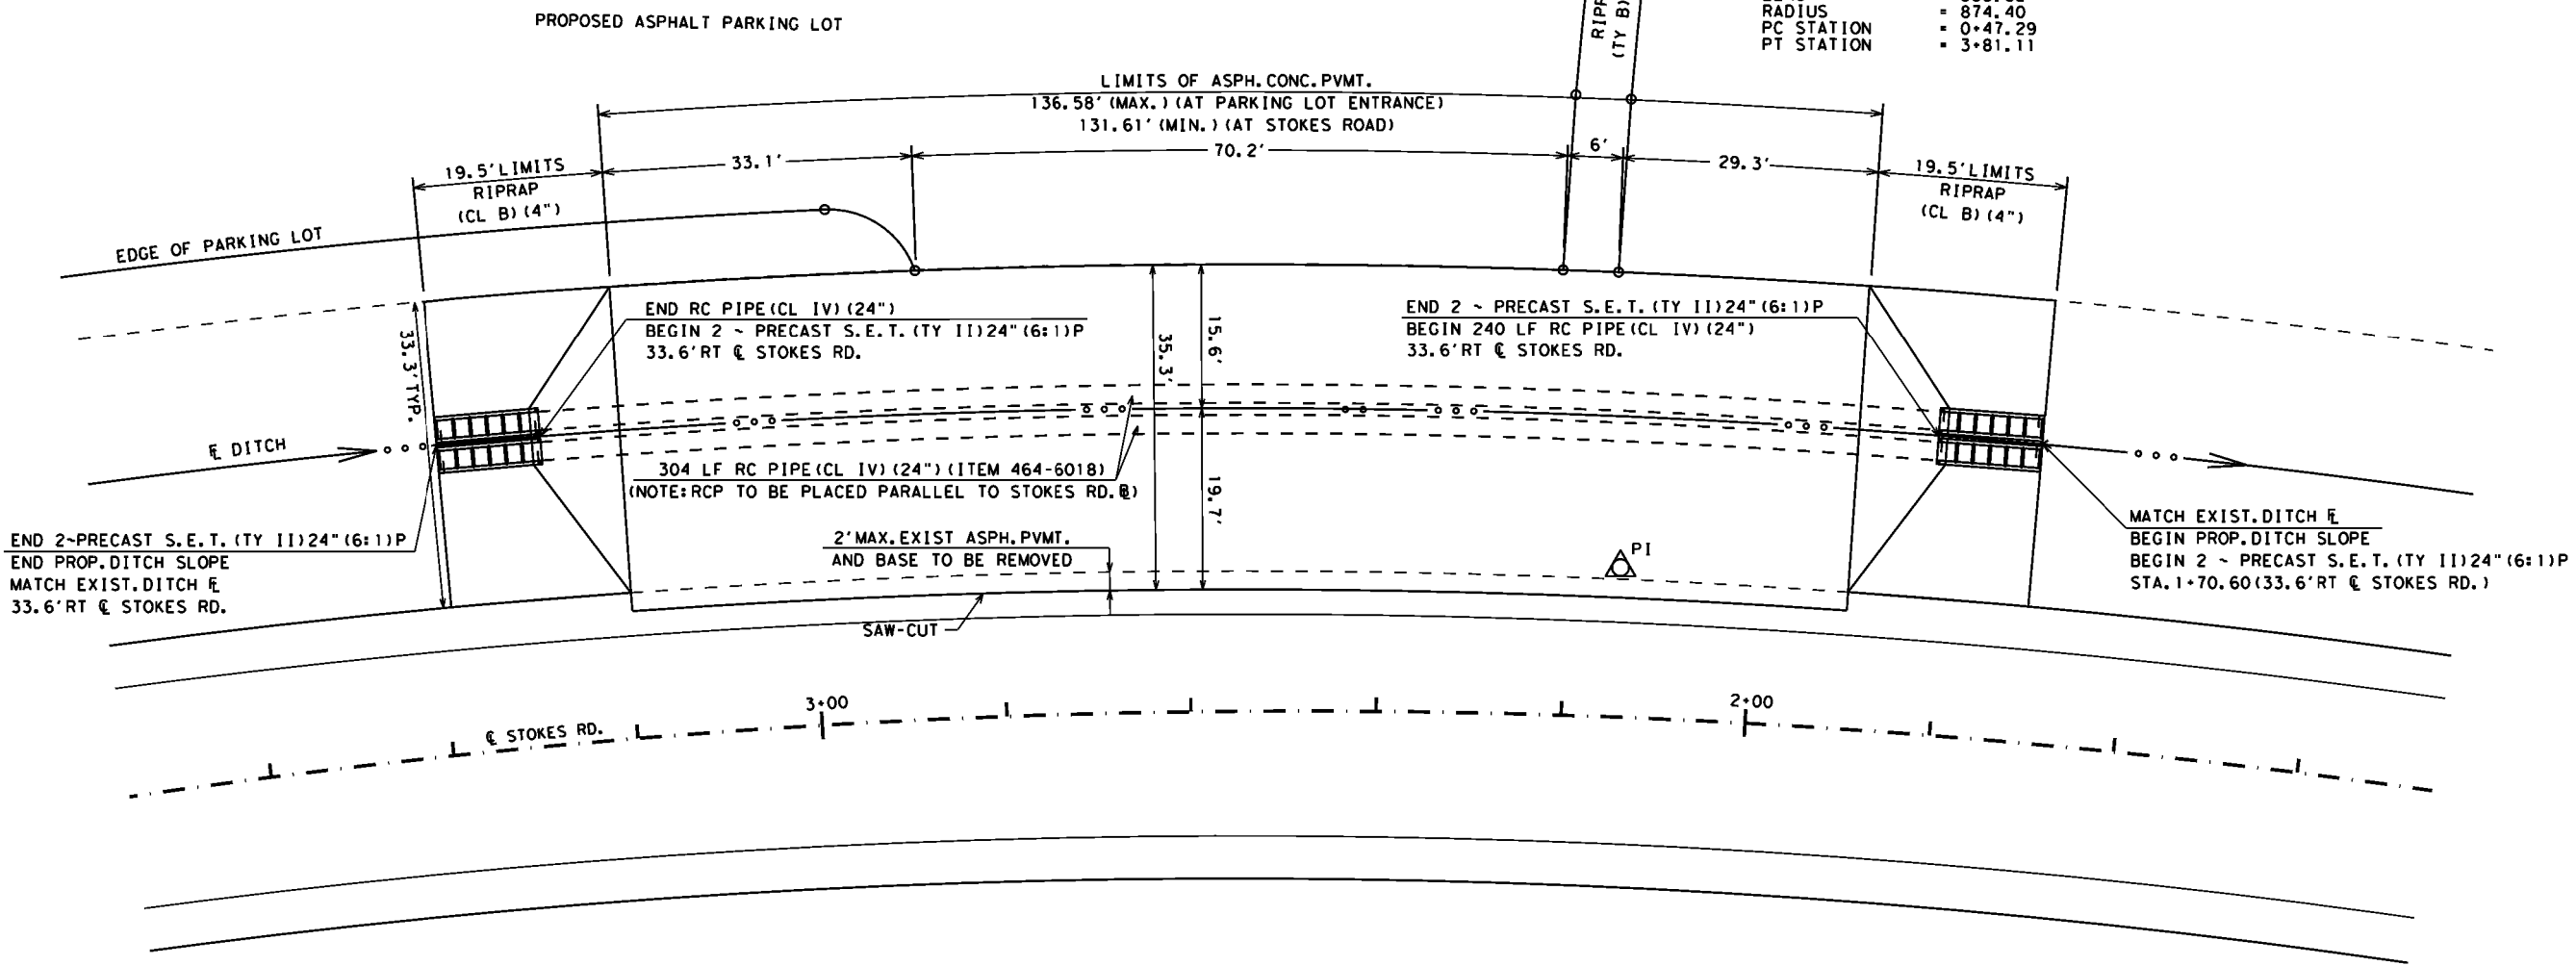 PROPOSED ASPHALT PARKING LOT
RADIUS = 874.40
PC STATION = 0+47.29
PT STATION = 3+81.11
(TY B)
LIMITS OF ASPH.CONC.PVMT.
136.58' (MAX.) (AT PARKING LOT ENTRANCE)
131.61' (MIN.) (AT STOKES ROAD)
19.5' LIMITS
RIPRAP
(CL B) (4")
33.1'
70.2'
6'
29.3'
19.5' LIMITS
RIPRAP
(CL B) (4")
EDGE OF PARKING LOT
33.3' TYP.
END RC PIPE(CL IV) (24")
BEGIN 2 ~ PRECAST S.E.T. (TY II)24"(6:1)P
33.6' RT ℄ STOKES RD.
35.3'
15.6'
19.7'
END 2 ~ PRECAST S.E.T. (TY II)24"(6:1)P
BEGIN 240 LF RC PIPE(CL IV) (24")
33.6' RT ℄ STOKES RD.
DITCH
304 LF RC PIPE(CL IV) (24") (ITEM 464-6018)
(NOTE:RCP TO BE PLACED PARALLEL TO STOKES RD. )
END 2~PRECAST S.E.T. (TY II)24"(6:1)P
END PROP.DITCH SLOPE
MATCH EXIST.DITCH
33.6' RT ℄ STOKES RD.
2' MAX.EXIST ASPH.PVMT.
AND BASE TO BE REMOVED
PI
MATCH EXIST.DITCH
BEGIN PROP.DITCH SLOPE
BEGIN 2 ~ PRECAST S.E.T. (TY II)24"(6:1)P
STA.1+70.60(33.6' RT ℄ STOKES RD.)
SAW-CUT
3+00
2+00
℄ STOKES RD.